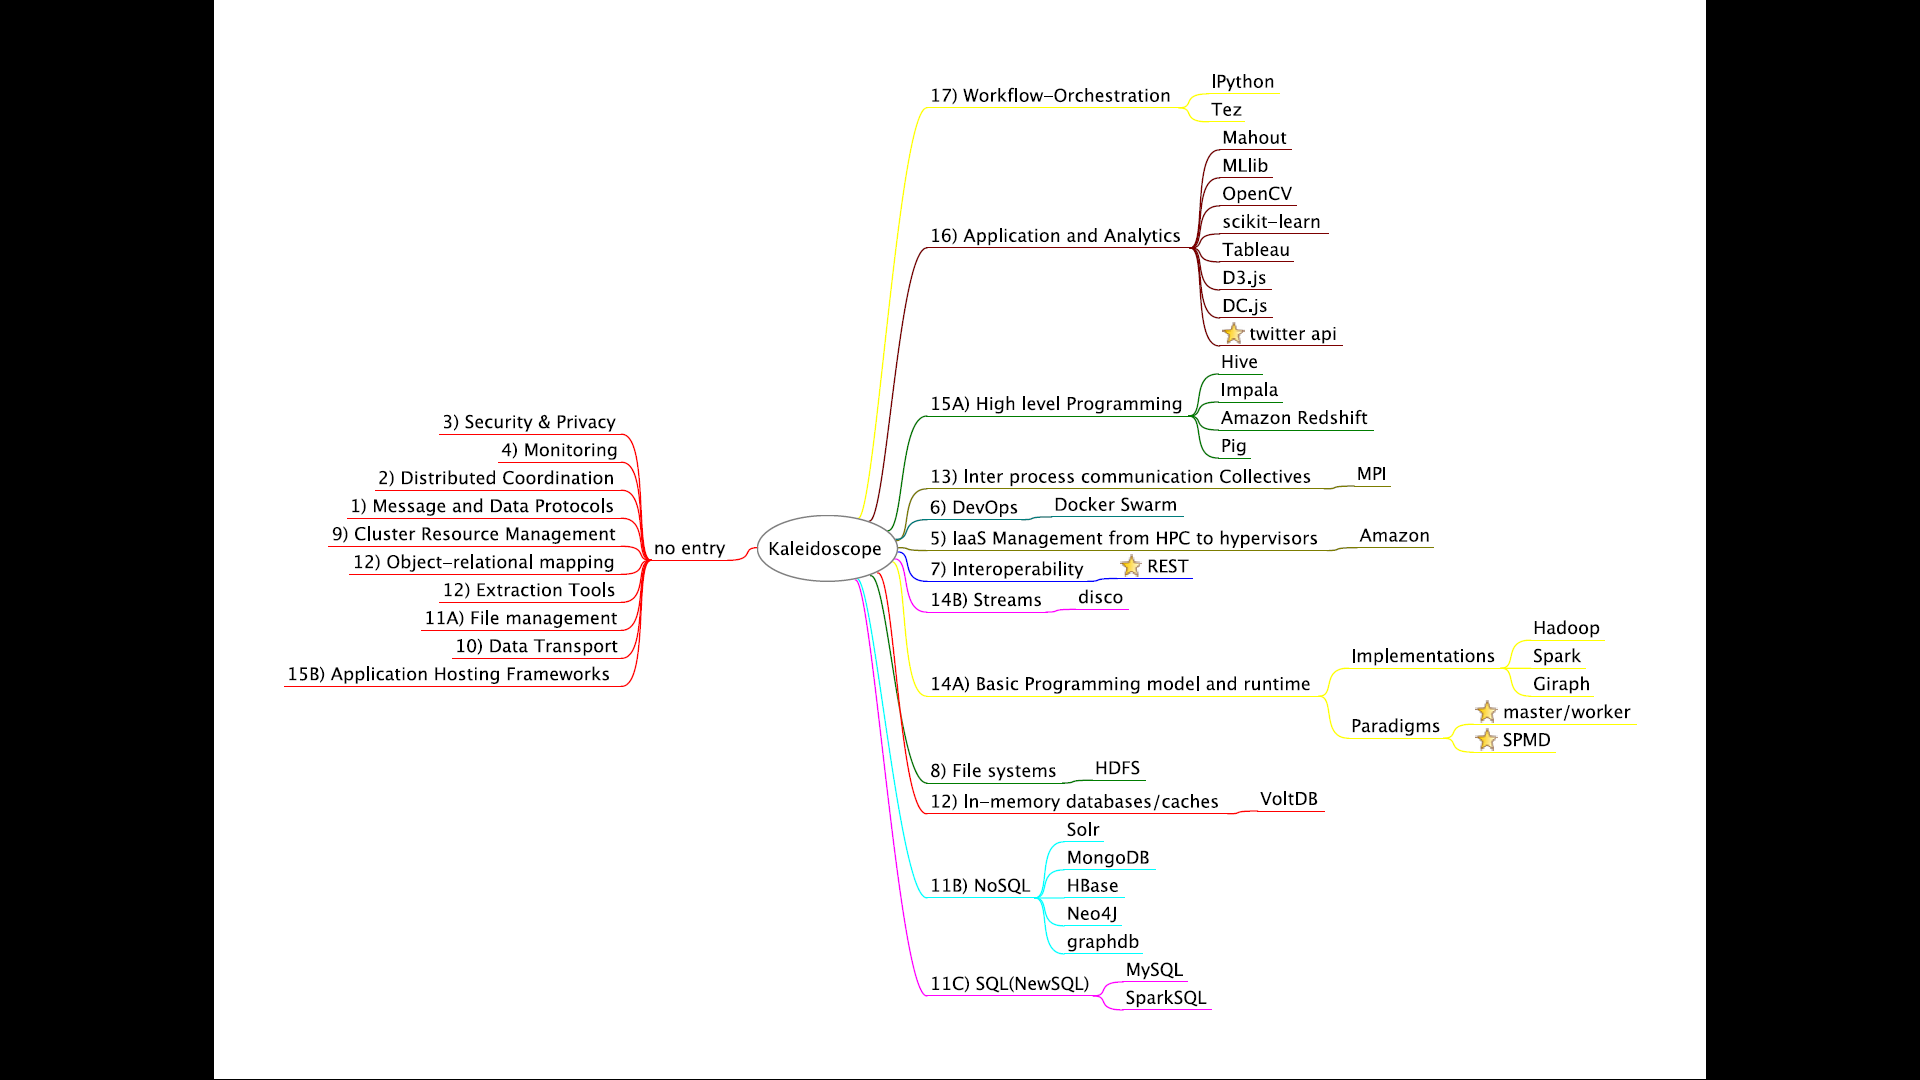 3) Security & Privacy
4) Monitoring
2) Distributed Coordination
1) Message and Data Protocols
9) Cluster Resource Management
12) Object-relational mapping
12) Extraction Tools
11A) File management
10) Data Transport
15B) Application Hosting Frameworks
no entry
Kaleidoscope
17) Workflow-Orchestration
IPython
Tez
16) Application and Analytics
Mahout
MLlib
OpenCV
scikit-learn
Tableau
D3.js
DC.js
twitter api
15A) High level Programming
Hive
Impala
Amazon Redshift
Pig
13) Inter process communication Collectives
MPI
6) DevOps
Docker Swarm
5) IaaS Management from HPC to hypervisors
Amazon
7) Interoperability
REST
14B) Streams
disco
14A) Basic Programming model and runtime
Implementations
Hadoop
Spark
Giraph
Paradigms
master/worker
SPMD
8) File systems
HDFS
12) In-memory databases/caches
VoltDB
11B) NoSQL
Solr
MongoDB
HBase
Neo4J
graphdb
11C) SQL(NewSQL)
MySQL
SparkSQL